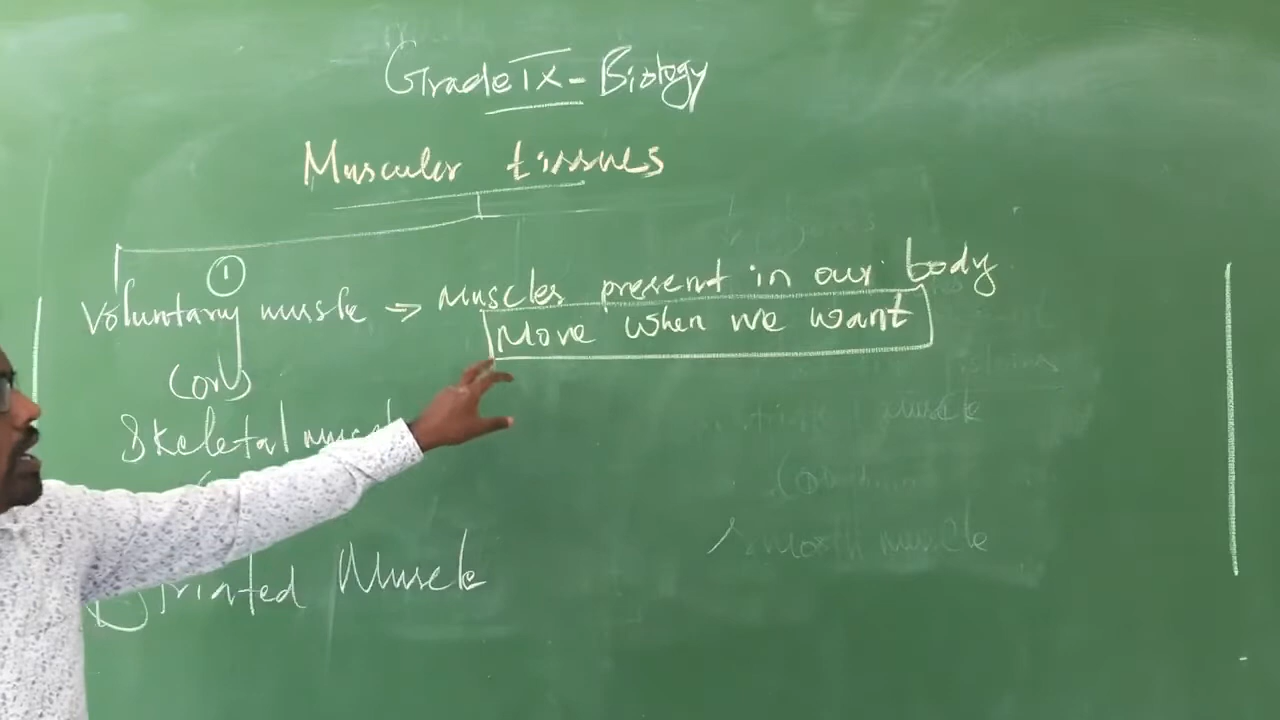 Grade IX - Biology
Muscular tissues
①
Voluntary muscle → Muscles present in our body
Move when we want
(or)
Skeletal
Striated Muscle
smooth muscle